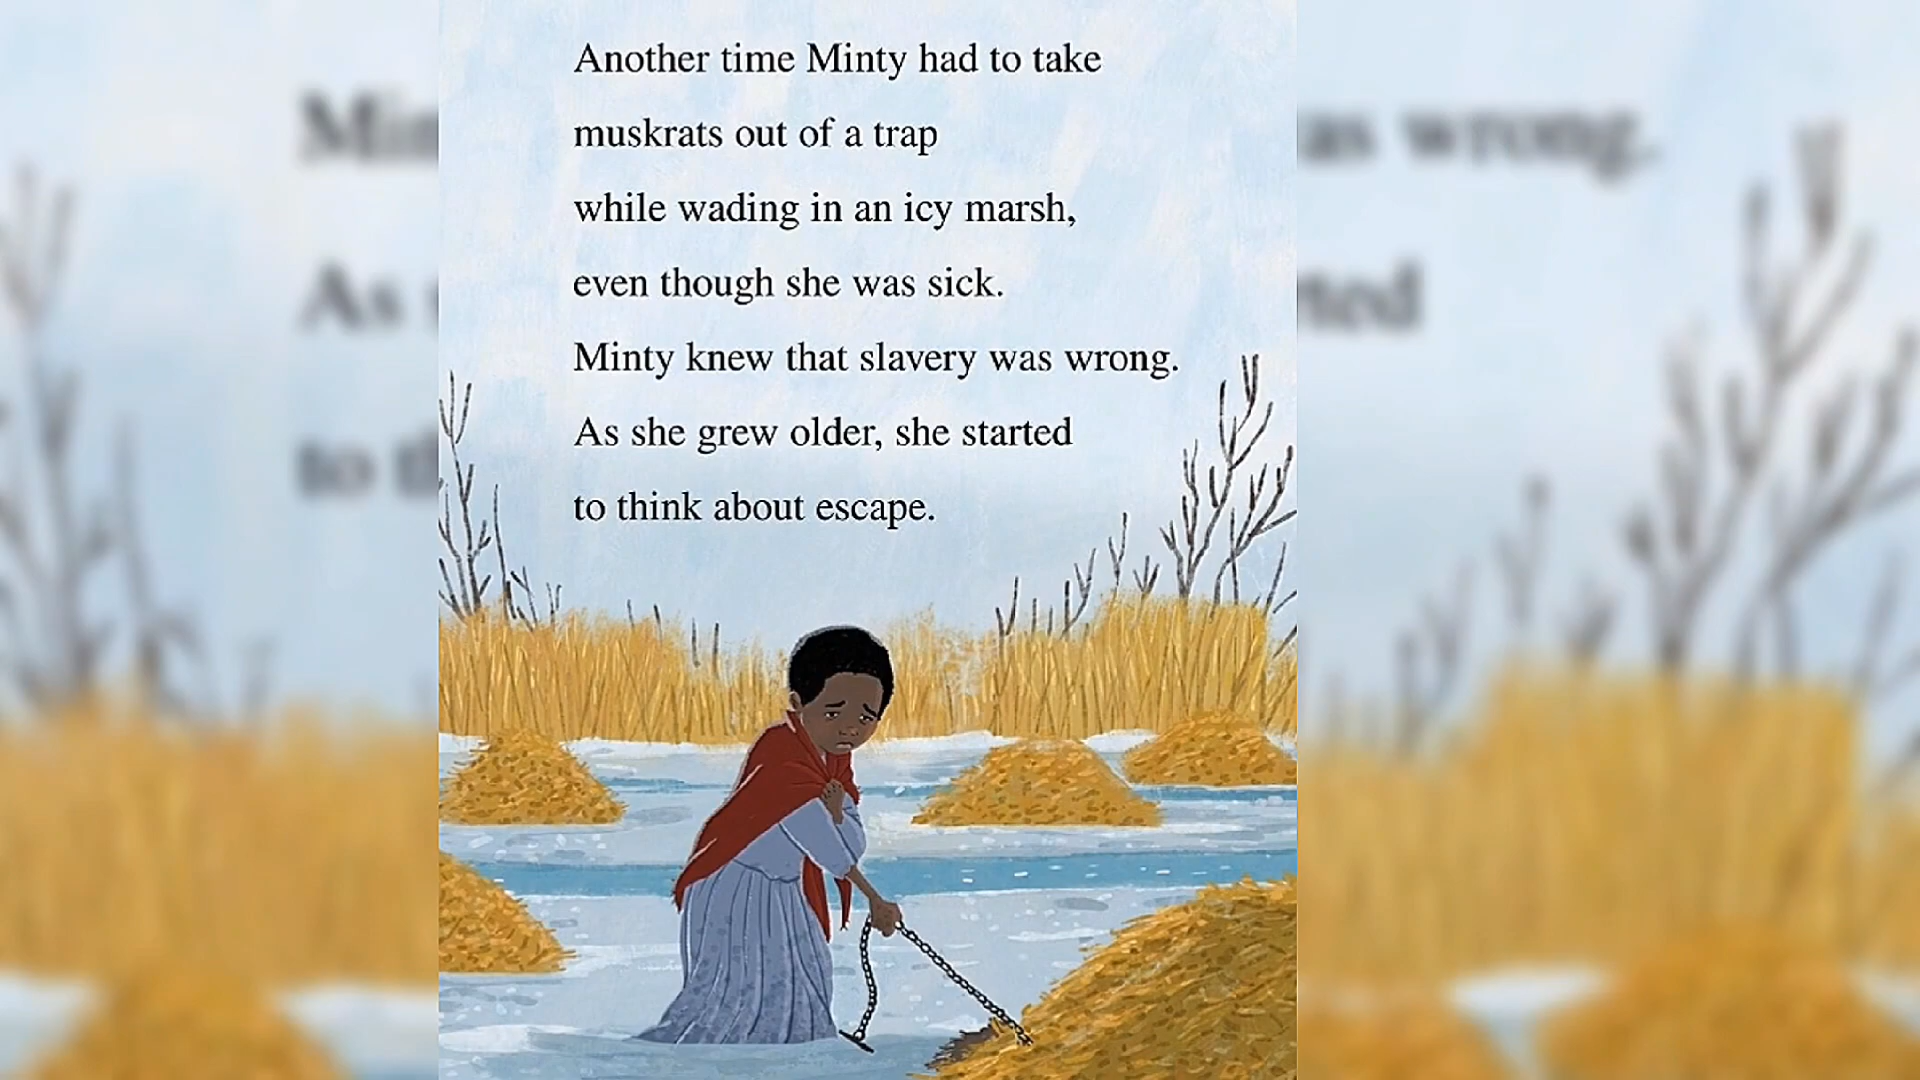 Another time Minty had to take
muskrats out of a trap
while wading in an icy marsh,
even though she was sick.
Minty knew that slavery was wrong.
As she grew older, she started
to think about escape.